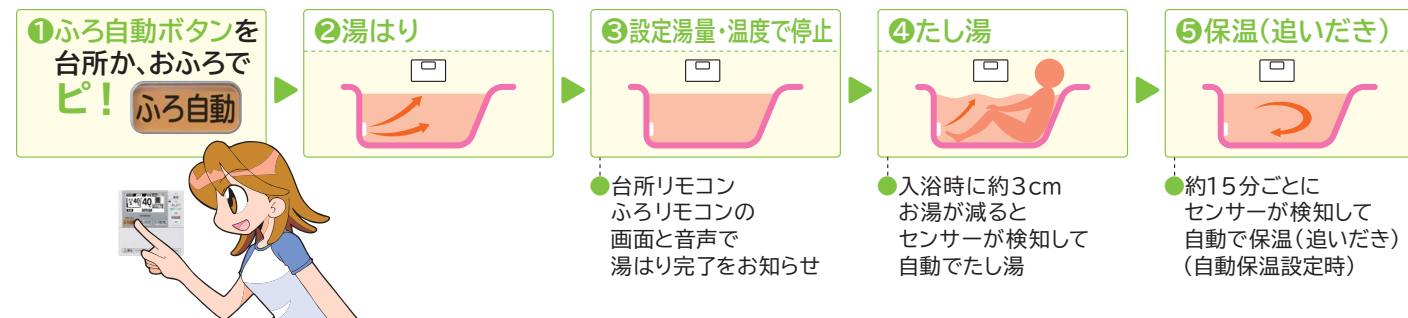 ❶ふろ自動ボタンを
台所か、おふろで
ピ！
ふろ自動
❷湯はり
❸設定湯量・温度で停止
●台所リモコン
ふろリモコンの
画面と音声で
湯はり完了をお知らせ
❹たし湯
●入浴時に約3cm
お湯が減ると
センサーが検知して
自動でたし湯
❺保温（追いだき）
●約15分ごとに
センサーが検知して
自動で保温（追いだき）
（自動保温設定時）
40 40